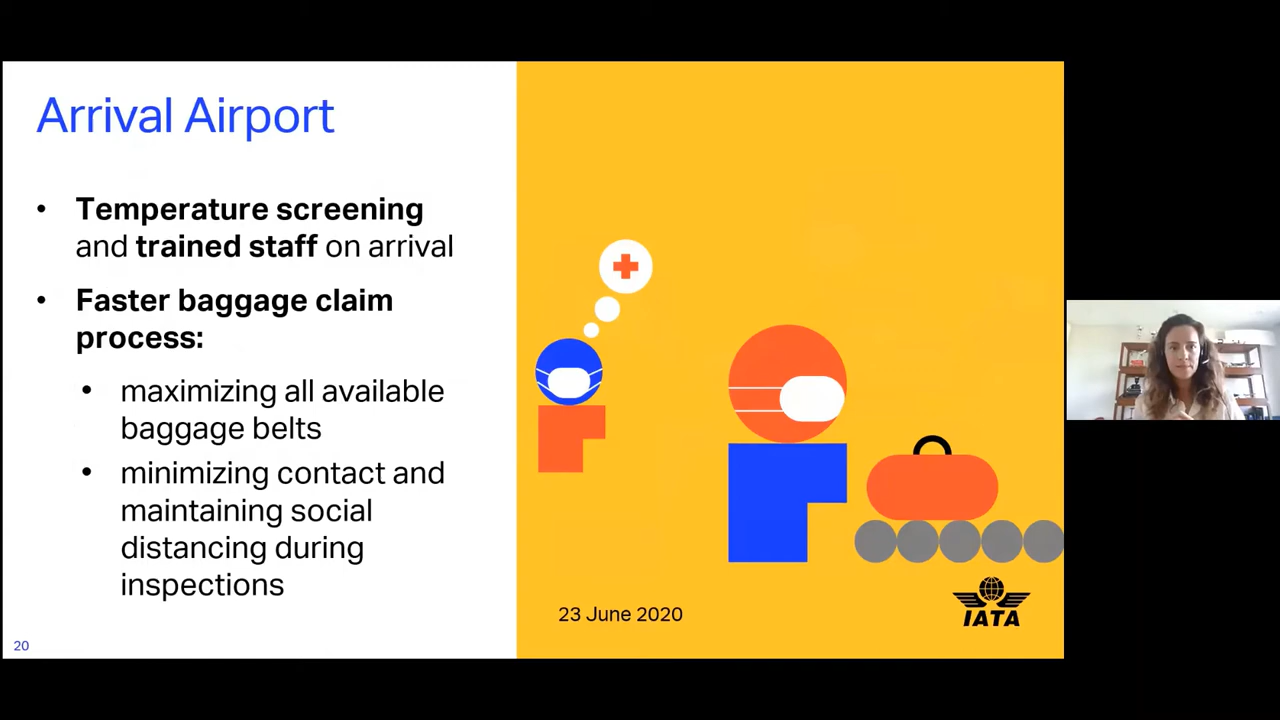 Arrival Airport
• Temperature screening
and trained staff on arrival
• Faster baggage claim
process:
• maximizing all available
baggage belts
• minimizing contact and
maintaining social
distancing during
inspections
20
23 June 2020
IATA